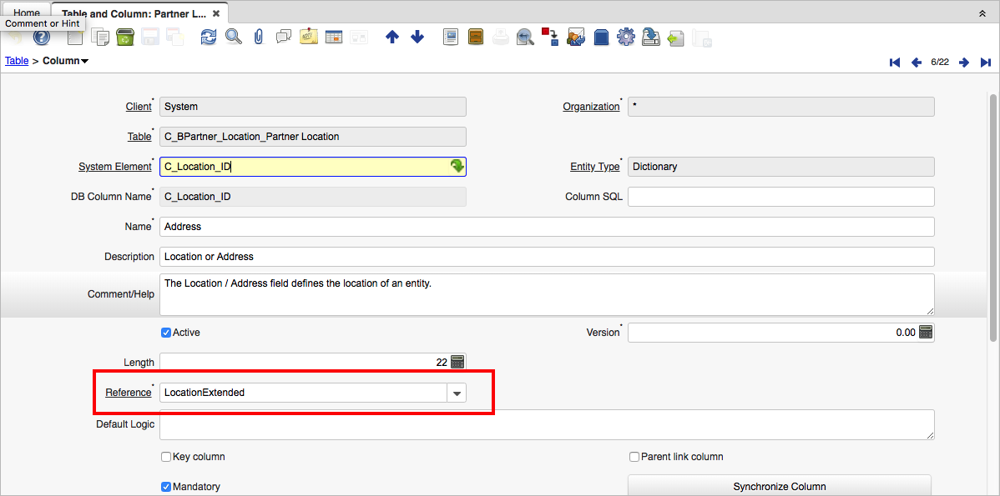 Home
Table and Column: Partner L...
Comment or Hint
Table > Column
6/22
Client* System
Organization* *
Table* C_BPartner_Location_Partner Location
System Element* C_Location_ID
Entity Type* Dictionary
DB Column Name* C_Location_ID
Column SQL
Name* Address
Description Location or Address
Comment/Help The Location / Address field defines the location of an entity.
Active
Version* 0.00
Length 22
Reference* LocationExtended
Default Logic
Key column
Parent link column
Mandatory
Synchronize Column